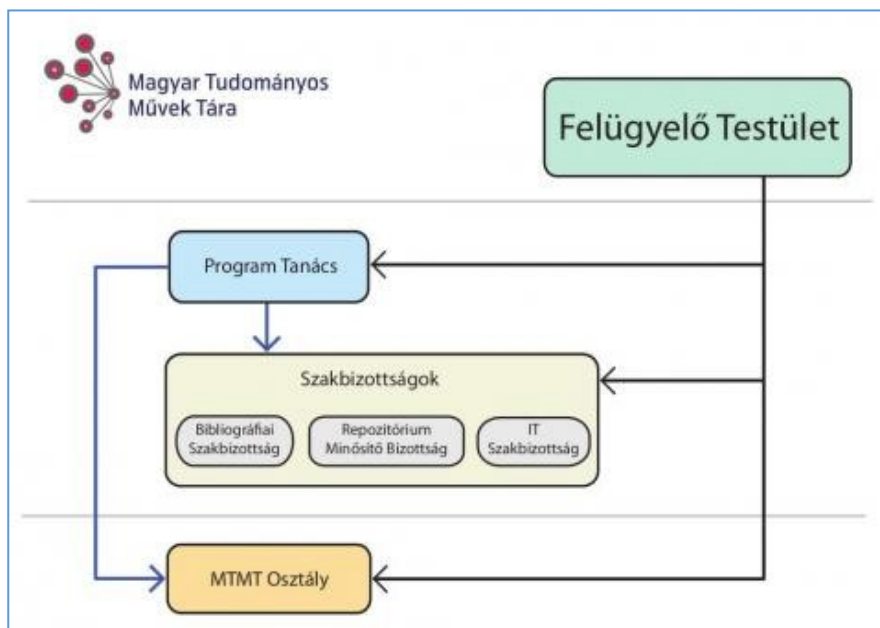 Magyar Tudományos
Művek Tára
Felügyelő Testület
Program Tanács
Szakbizottságok
Bibliográfiai
Szakbizottság
Repozitórium
Minősítő Bizottság
IT
Szakbizottság
MTMT Osztály